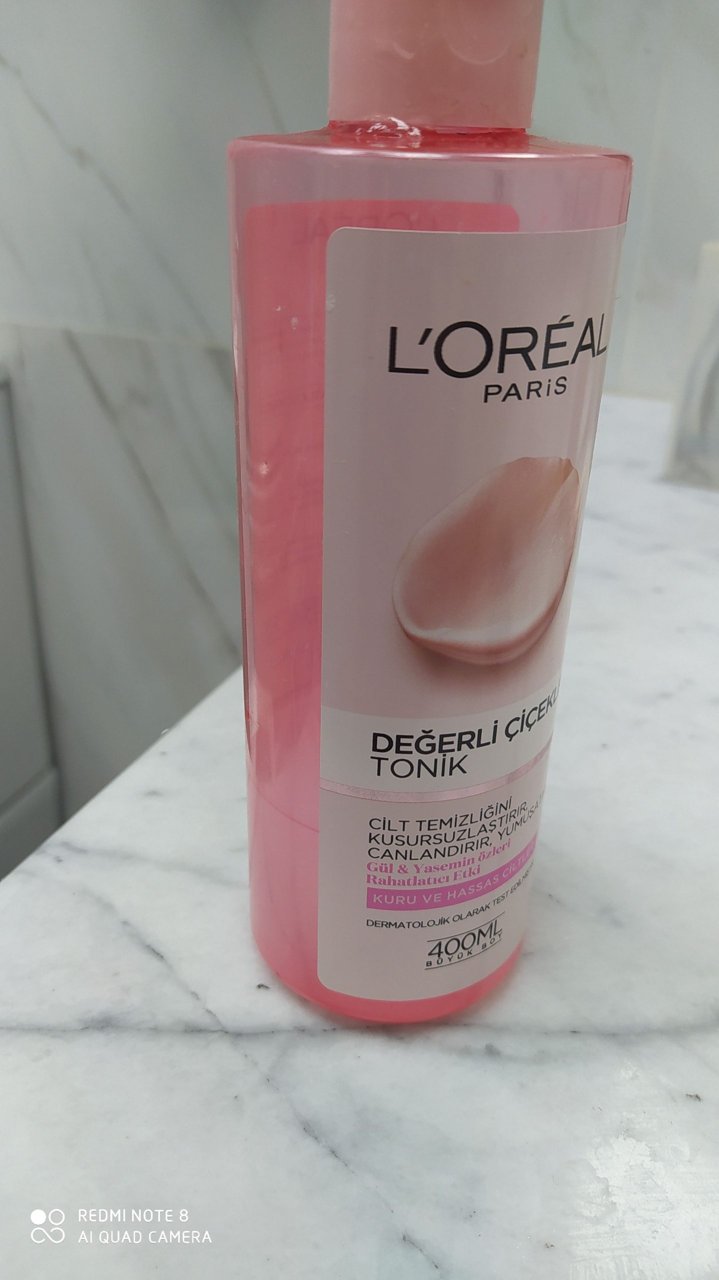 L'ORÉAL
PARiS
DEĞERLİ ÇİÇEKL
TONİK
CİLT TEMİZLİĞİNİ
KUSURSUZLAŞTIRIR,
CANLANDIRIR,
Gül & Yasemin özleri
Rahatlatıcı Etki
KURU VE HASSAS
DERMATOLOJİK OLARAK TEST
400ML
BÜYÜK BOY
REDMI NOTE 8
AI QUAD CAMERA